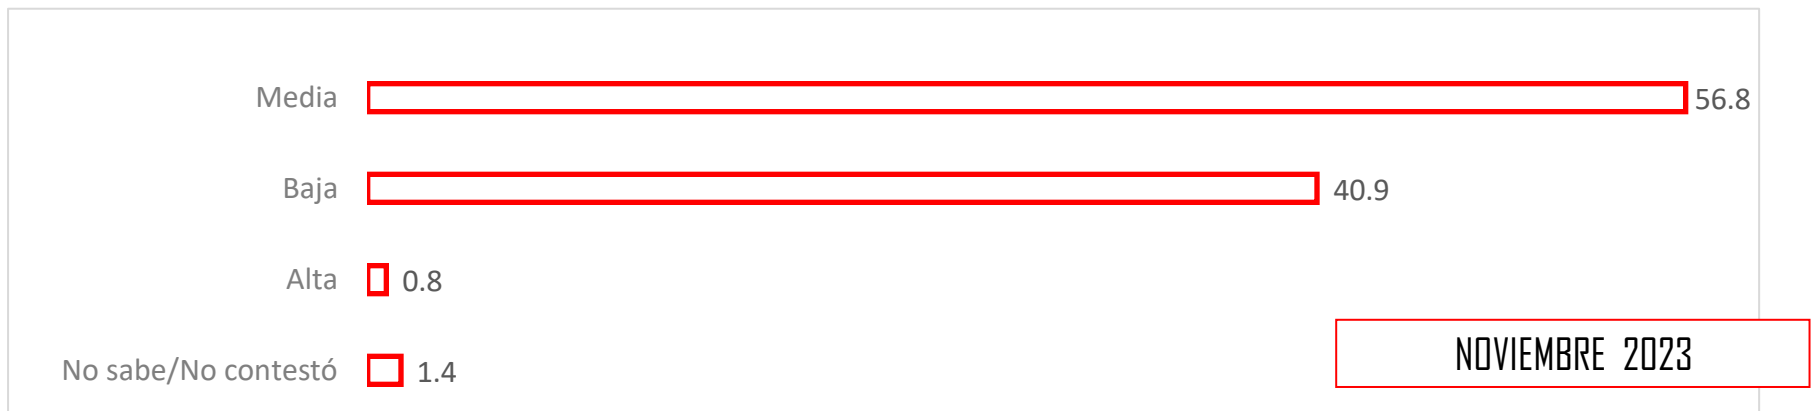 Media 56.8
Baja 40.9
Alta 0.8
No sabe/No contestó 1.4
NOVIEMBRE 2023